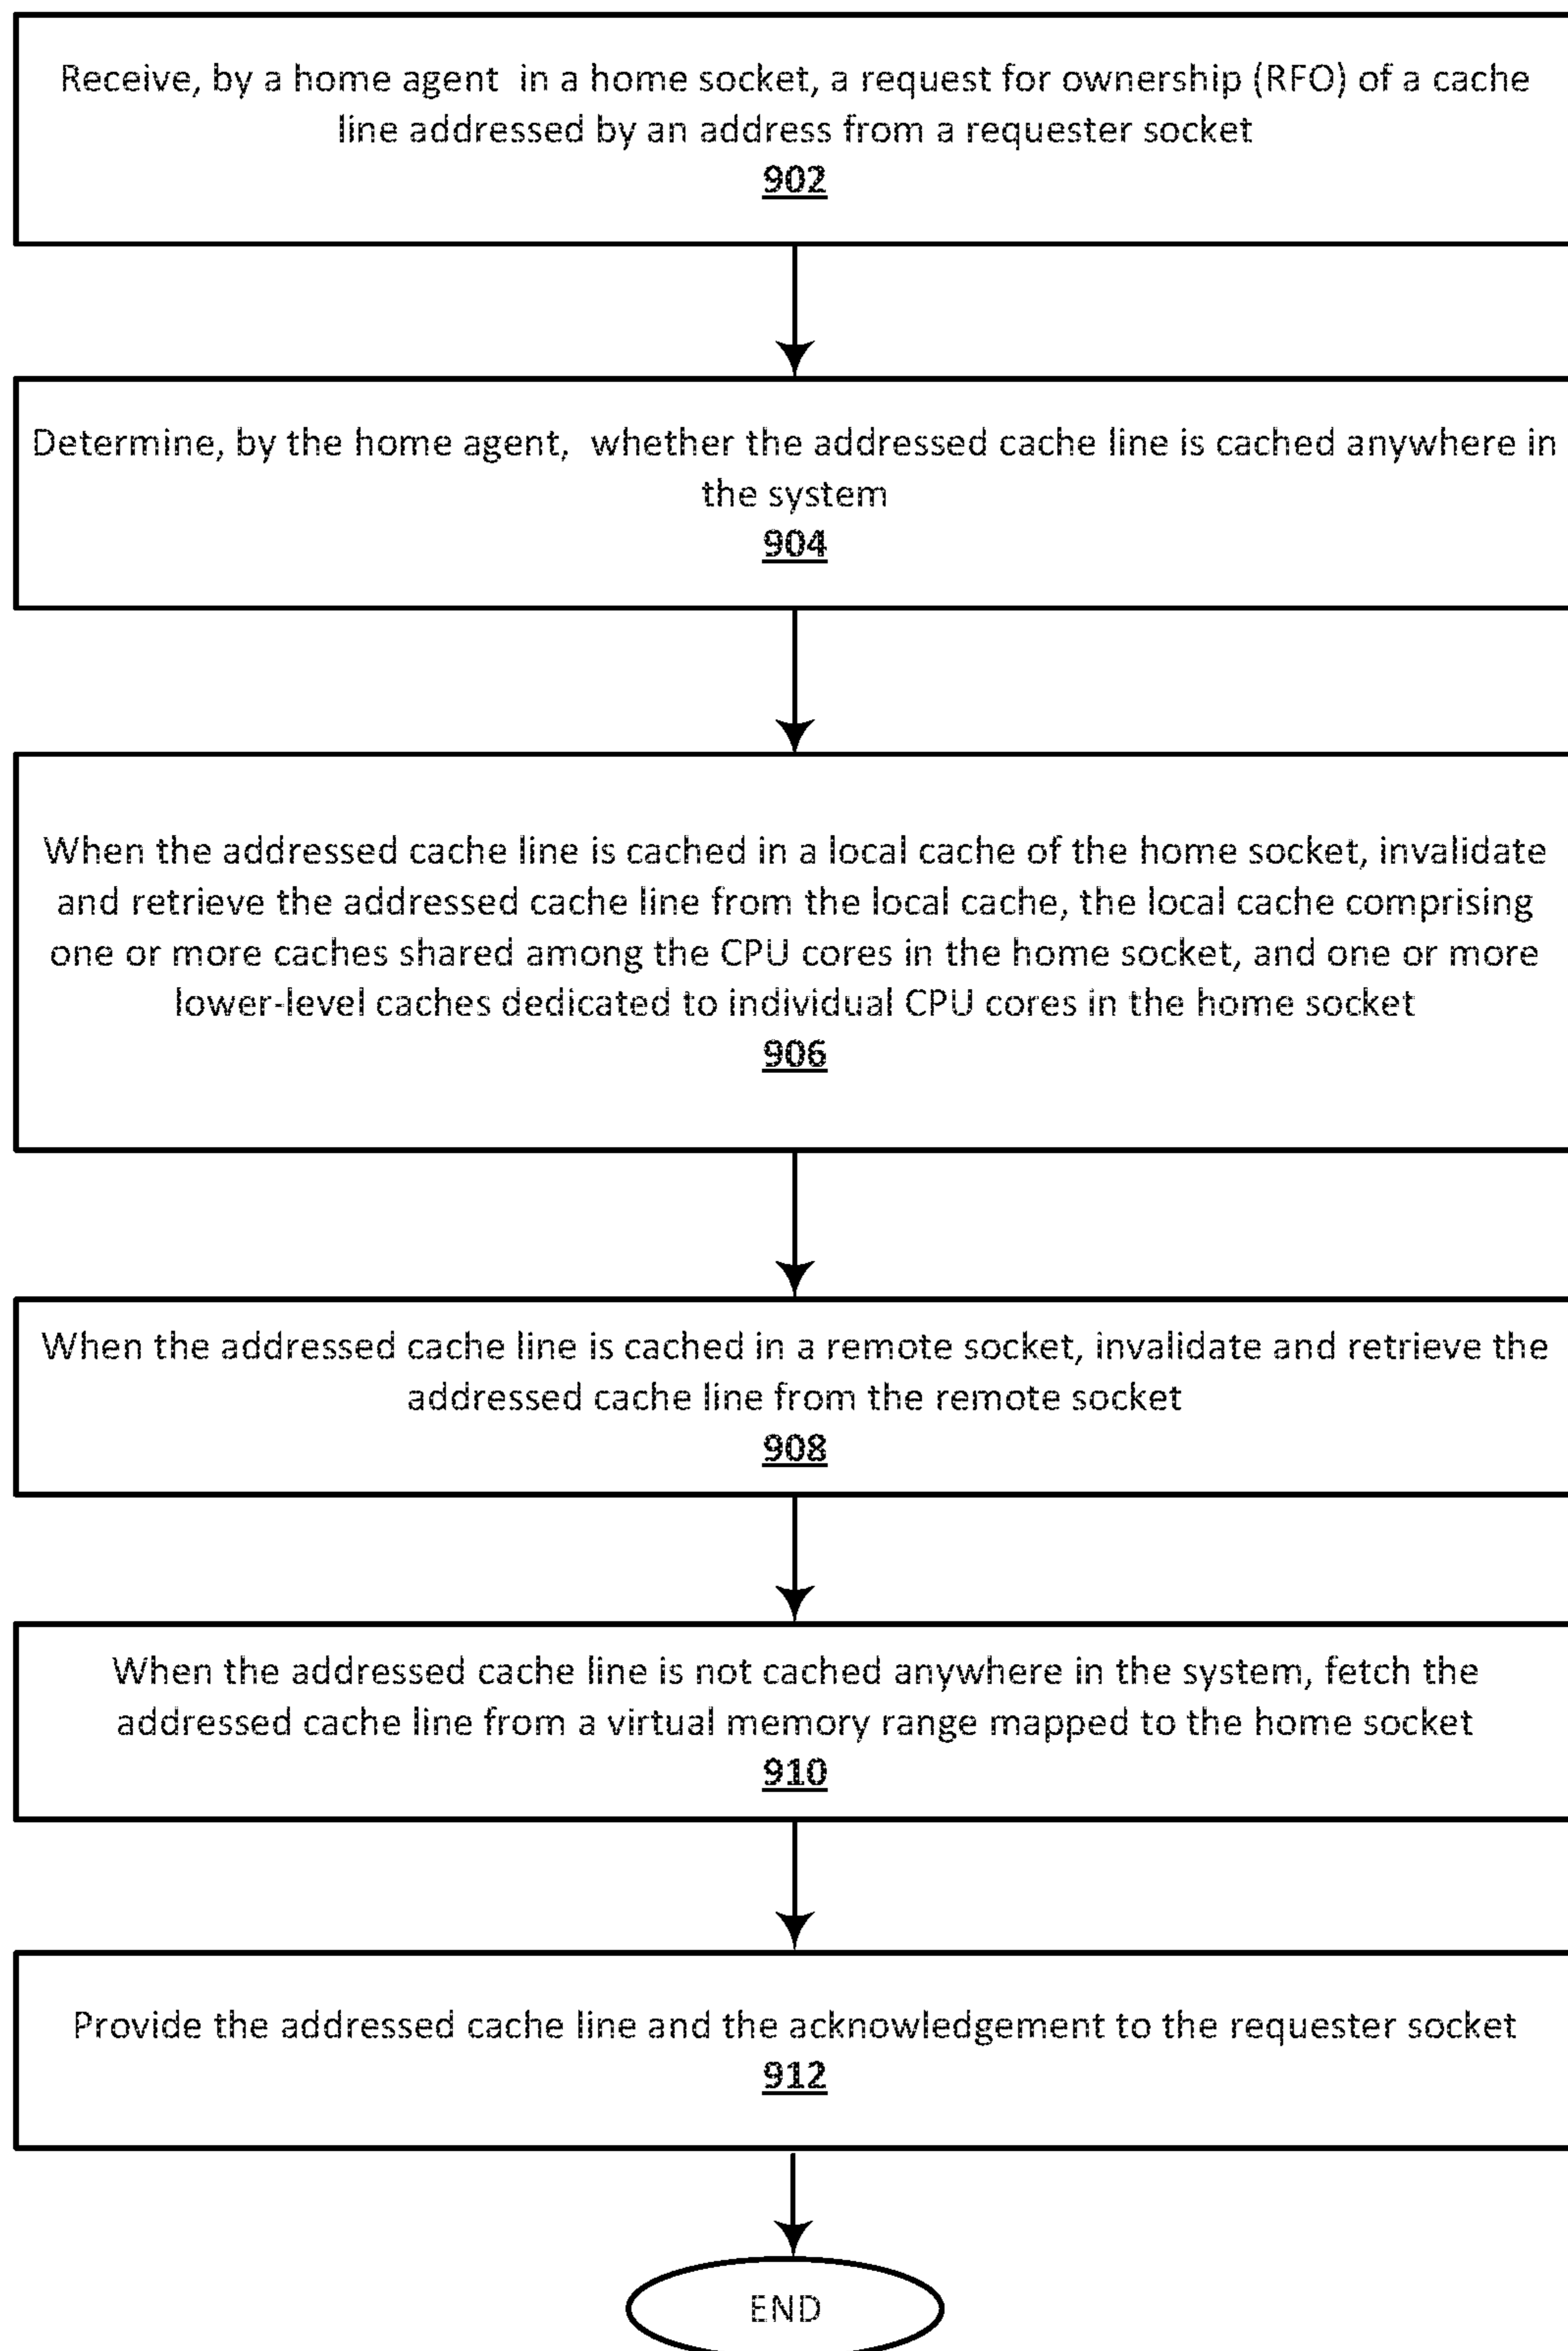 Receive, by a home agent in a home socket, a request for ownership (RFO) of a cache
line addressed by an address from a requester socket
902
Determine, by the home agent, whether the addressed cache line is cached anywhere in
the system
904
When the addressed cache line is cached in a local cache of the home socket, invalidate
and retrieve the addressed cache line from the local cache, the local cache comprising
one or more caches shared among the CPU cores in the home socket, and one or more
lower-level caches dedicated to individual CPU cores in the home socket
906
When the addressed cache line is cached in a remote socket, invalidate and retrieve the
addressed cache line from the remote socket
908
When the addressed cache line is not cached anywhere in the system, fetch the
addressed cache line from a virtual memory range mapped to the home socket
910
Provide the addressed cache line and the acknowledgement to the requester socket
912
END